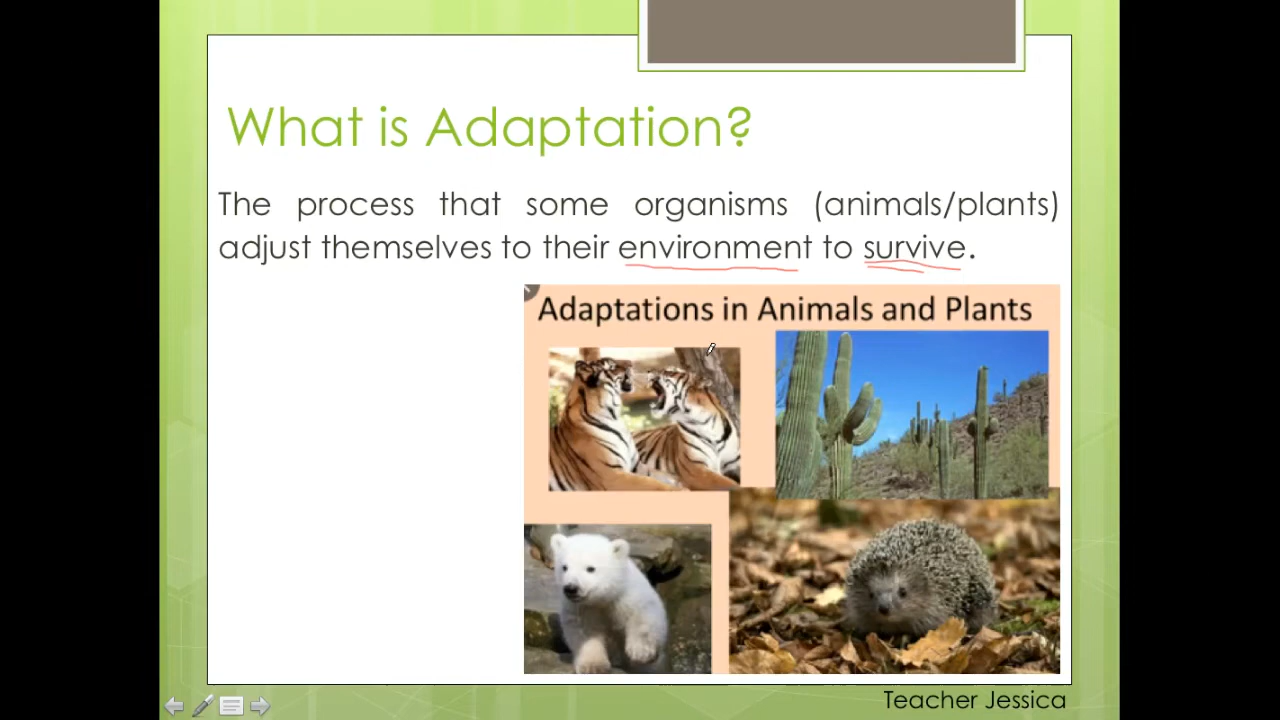 What is Adaptation?
The process that some organisms (animals/plants)
adjust themselves to their environment to survive.
Adaptations in Animals and Plants
Teacher Jessica